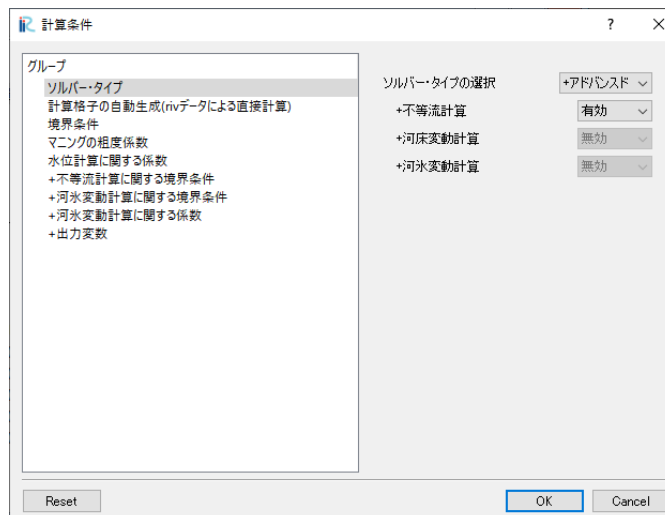 iRC 計算条件 ? ×
グループ
ソルバー・タイプ
計算格子の自動生成(rivデータによる直接計算)
境界条件
マニングの粗度係数
水位計算に関する係数
+不等流計算に関する境界条件
+河氷変動計算に関する境界条件
+河氷変動計算に関する係数
+出力変数
ソルバー・タイプの選択 +アドバンスド
+不等流計算 有効
+河床変動計算 無効
+河氷変動計算 無効
Reset OK Cancel